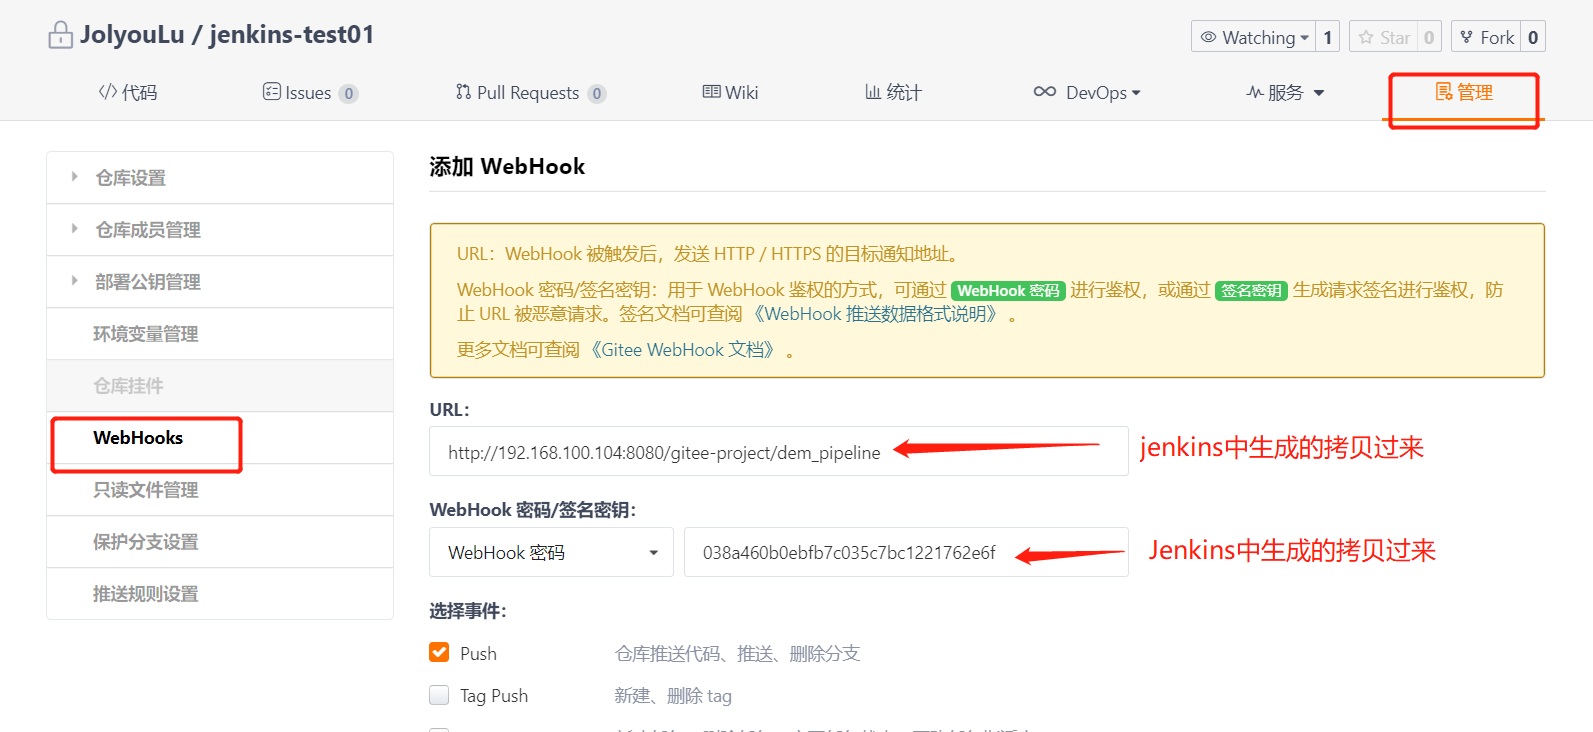 JolyouLu / jenkins-test01
Watching 1 Star 0 Fork 0
代码 Issues 0 Pull Requests 0 Wiki 统计 DevOps 服务 管理
仓库设置
仓库成员管理
部署公钥管理
环境变量管理
仓库挂件
WebHooks
只读文件管理
保护分支设置
推送规则设置
添加 WebHook
URL：WebHook 被触发后，发送 HTTP / HTTPS 的目标通知地址。
WebHook 密码/签名密钥：用于 WebHook 鉴权的方式，可通过 WebHook 密码 进行鉴权，或通过 签名密钥 生成请求签名进行鉴权，防
止 URL 被恶意请求。签名文档可查阅 《WebHook 推送数据格式说明》 。
更多文档可查阅 《Gitee WebHook 文档》 。
URL:
http://192.168.100.104:8080/gitee-project/dem_pipeline
jenkins中生成的拷贝过来
WebHook 密码/签名密钥:
WebHook 密码 038a460b0ebfb7c035c7bc1221762e6f
Jenkins中生成的拷贝过来
选择事件:
Push 仓库推送代码、推送、删除分支
Tag Push 新建、删除 tag